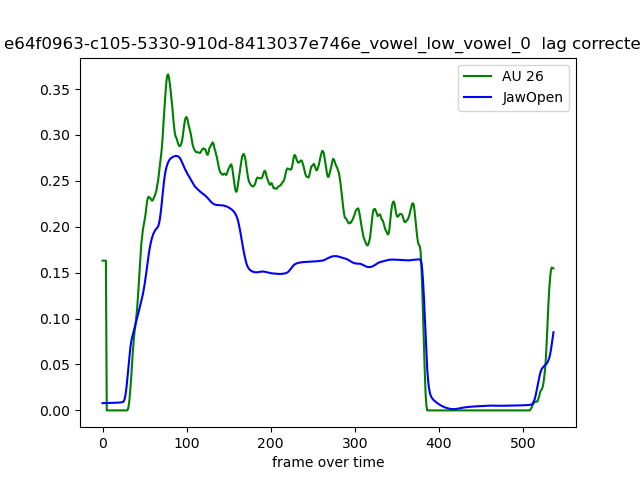 e64f0963-c105-5330-910d-8413037e746e_vowel_low_vowel_0  lag correcte
AU 26
JawOpen
0.35
0.30
0.25
0.20
0.15
0.10
0.05
0.00
0 100 200 300 400 500
frame over time